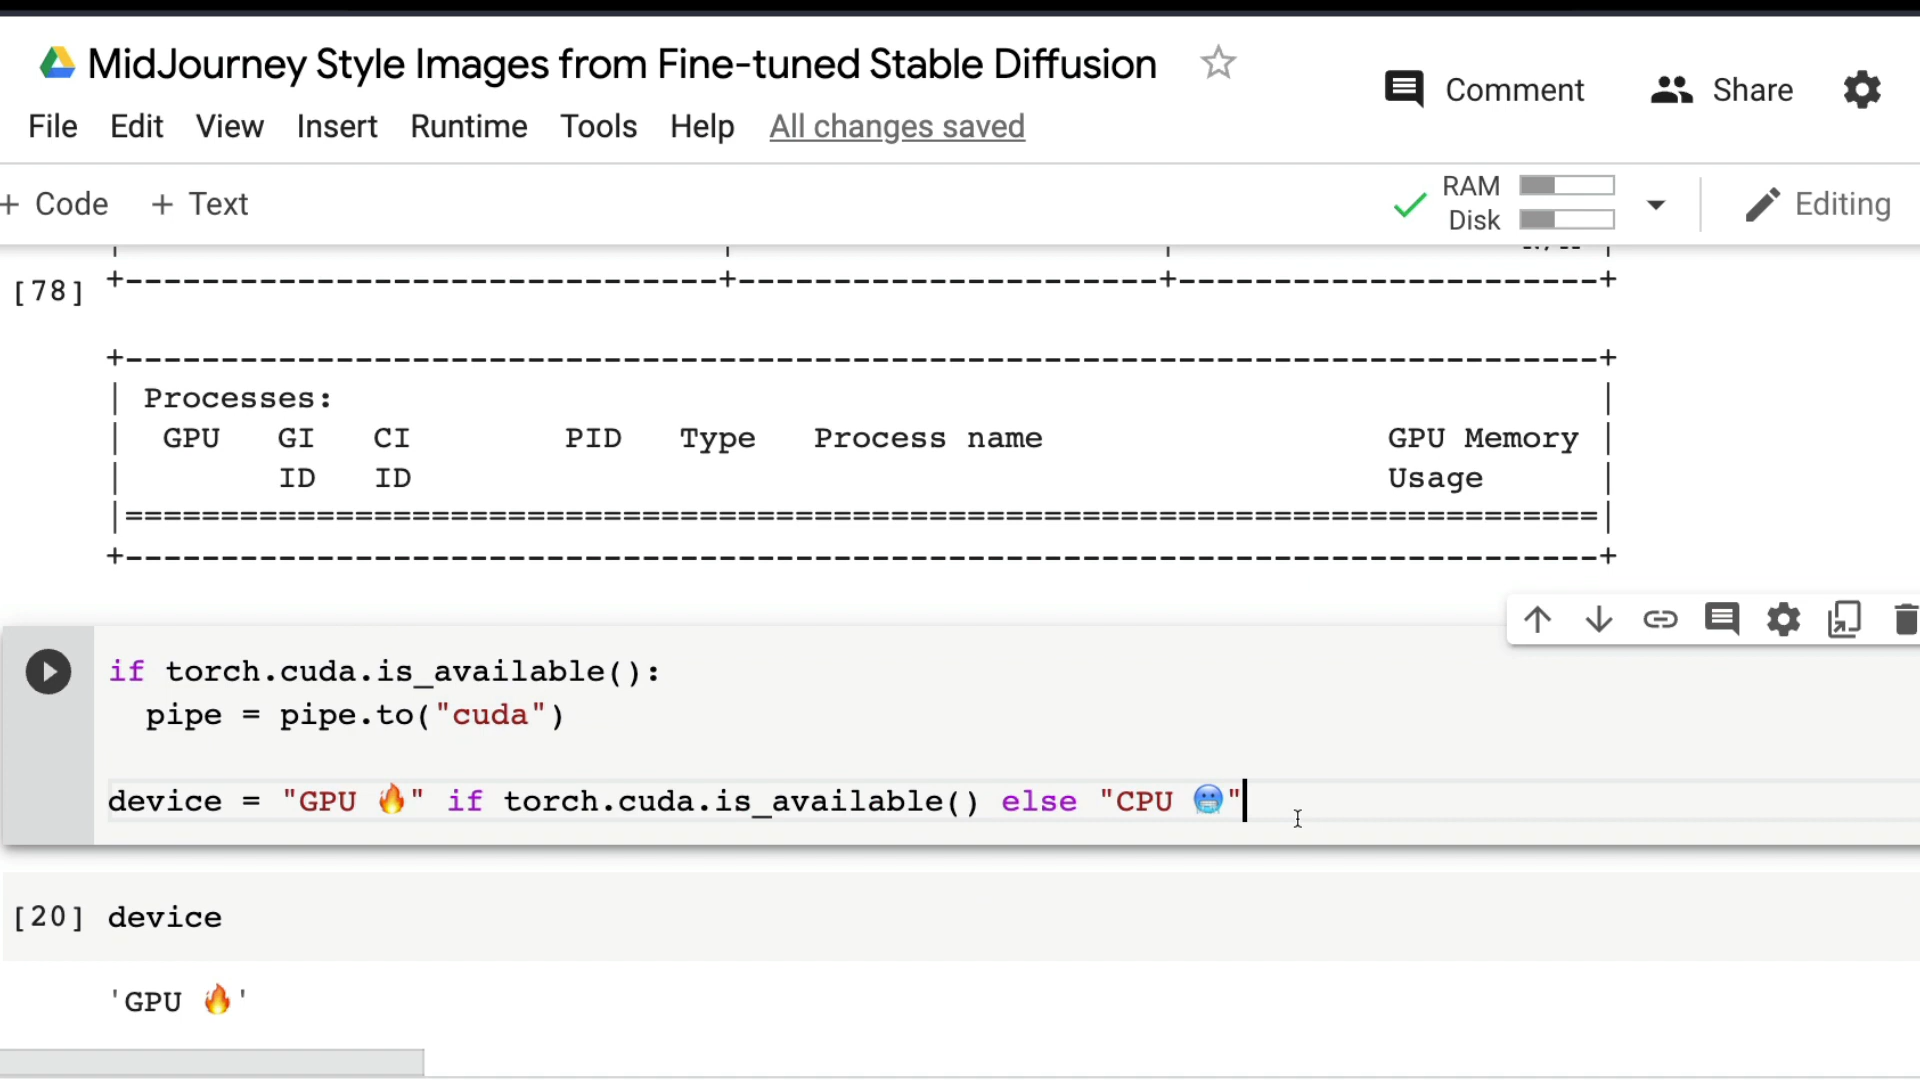 MidJourney Style Images from Fine-tuned Stable Diffusion
Comment
Share
File Edit View Insert Runtime Tools Help All changes saved
+ Code + Text
RAM
Disk
Editing
[78]
+-------------------------------+----------------------+----------------------+
+-----------------------------------------------------------------------------+
| Processes: |
| GPU GI CI PID Type Process name GPU Memory |
| ID ID Usage |
|=============================================================================|
+-----------------------------------------------------------------------------+
if torch.cuda.is_available():
pipe = pipe.to("cuda")
device = "GPU 🔥" if torch.cuda.is_available() else "CPU 🥶"
[20] device
'GPU 🔥'